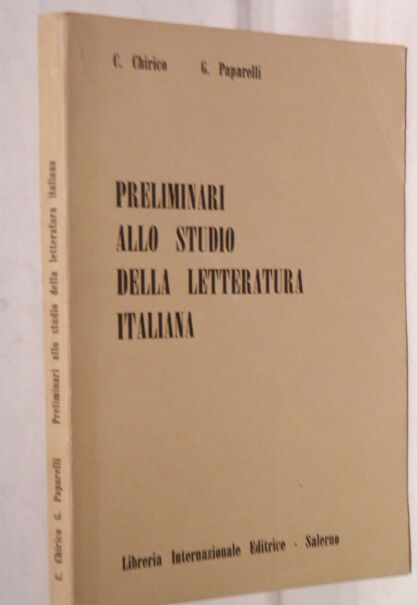 C. Chirico G. Paparelli
PRELIMINARI
ALLO STUDIO
DELLA LETTERATURA
ITALIANA
Libreria Internazionale Editrice - Salerno
C. Chirico G. Paparelli Preliminari allo studio della letteratura italiana